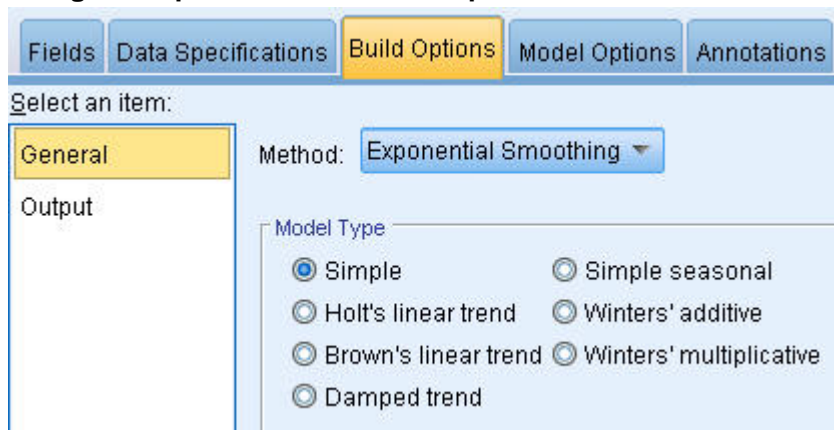 Fields Data Specifications Build Options Model Options Annotations
Select an item:
General
Output
Method: Exponential Smoothing
Model Type
Simple
Simple seasonal
Holt's linear trend
Winters' additive
Brown's linear trend
Winters' multiplicative
Damped trend